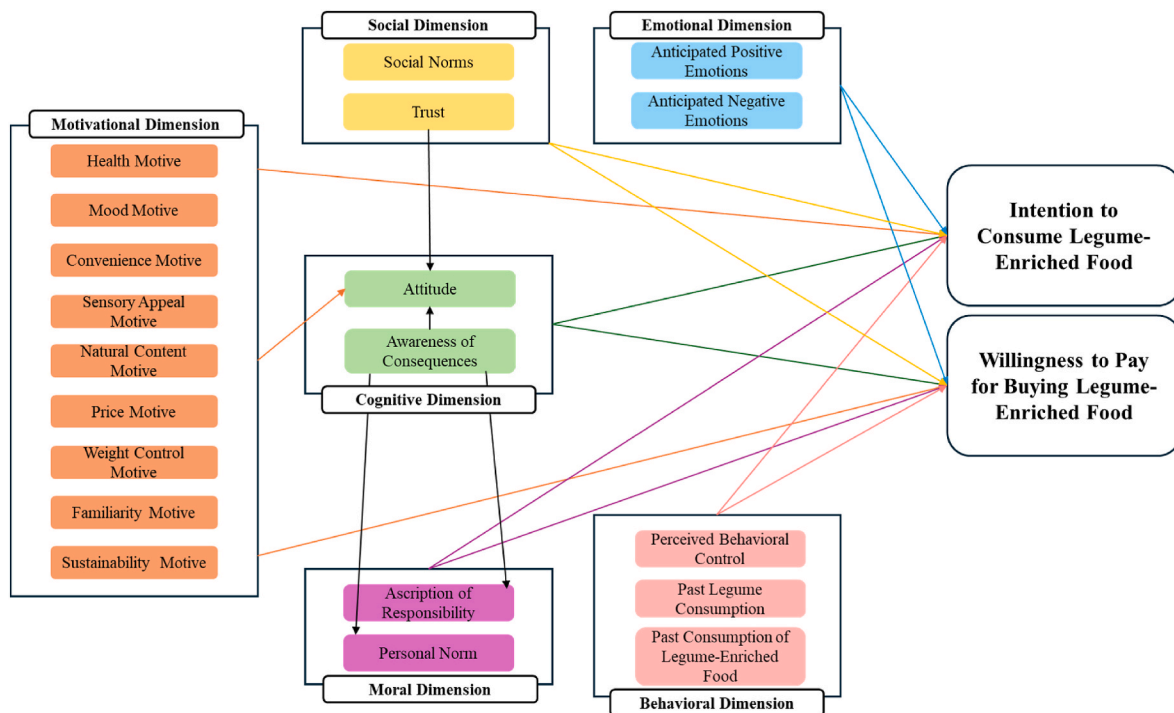 Social Dimension
Social Norms
Trust
Emotional Dimension
Anticipated Positive
Emotions
Anticipated Negative
Emotions
Motivational Dimension
Health Motive
Mood Motive
Convenience Motive
Sensory Appeal
Motive
Natural Content
Motive
Price Motive
Weight Control
Motive
Familiarity Motive
Sustainability Motive
Attitude
Awareness of
Consequences
Cognitive Dimension
Ascription of
Responsibility
Personal Norm
Moral Dimension
Perceived Behavioral
Control
Past Legume
Consumption
Past Consumption of
Legume-Enriched
Food
Behavioral Dimension
Intention to
Consume Legume-
Enriched Food
Willingness to Pay
for Buying Legume-
Enriched Food